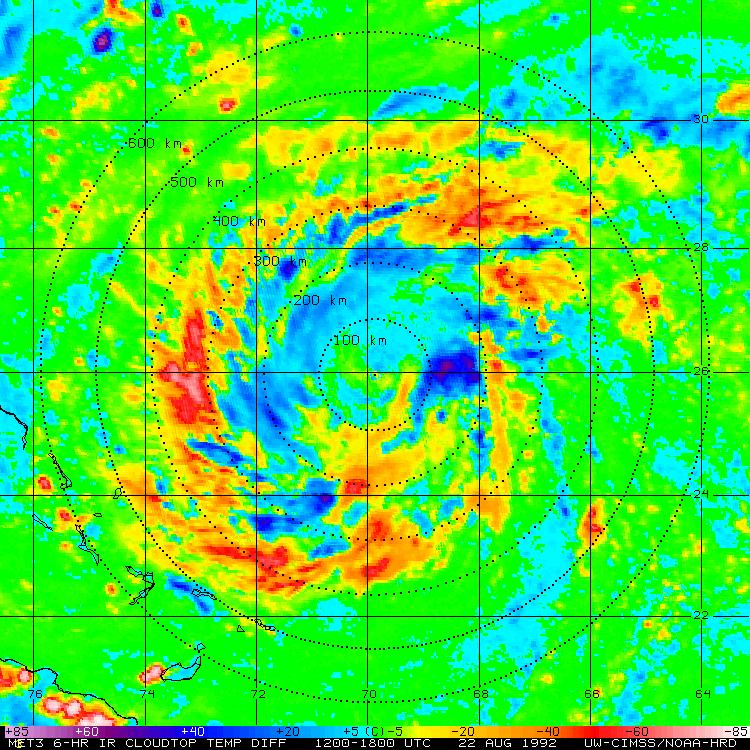 30
600 km
500 km
400 km
28
300 km
200 km
100 km
26
24
22
76 74 72 70 68 66 64
+85 +60 +40 +20 +5 (C) -5 -20 -40 -60 -85
MET3 6-HR IR CLOUDTOP TEMP DIFF 1200-1800 UTC 22 AUG 1992 UW-CIMSS/NOAA-HRD